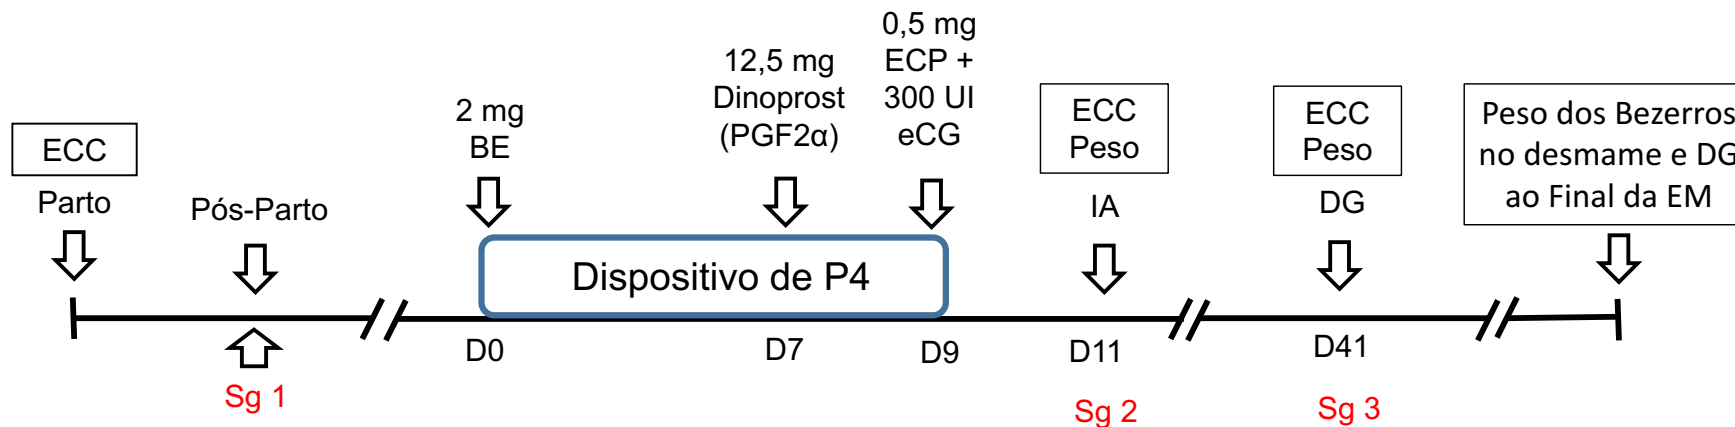 ECC
Parto
Pós-Parto
Sg 1
2 mg
BE
12,5 mg
Dinoprost
(PGF2α)
0,5 mg
ECP +
300 UI
eCG
Dispositivo de P4
D0
D7
D9
ECC
Peso
IA
D11
Sg 2
ECC
Peso
DG
D41
Sg 3
Peso dos Bezerros
no desmame e DG
ao Final da EM